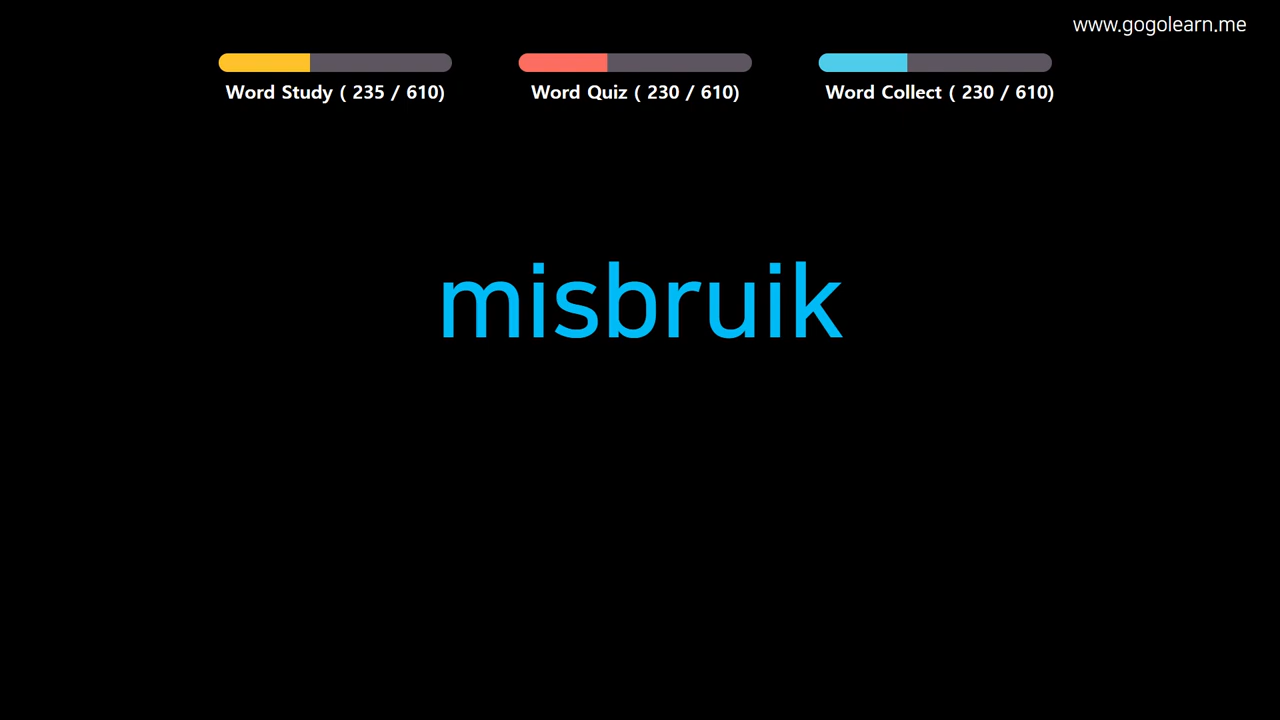 www.gogolearn.me
Word Study ( 235 / 610)
Word Quiz ( 230 / 610)
Word Collect ( 230 / 610)
misbruik